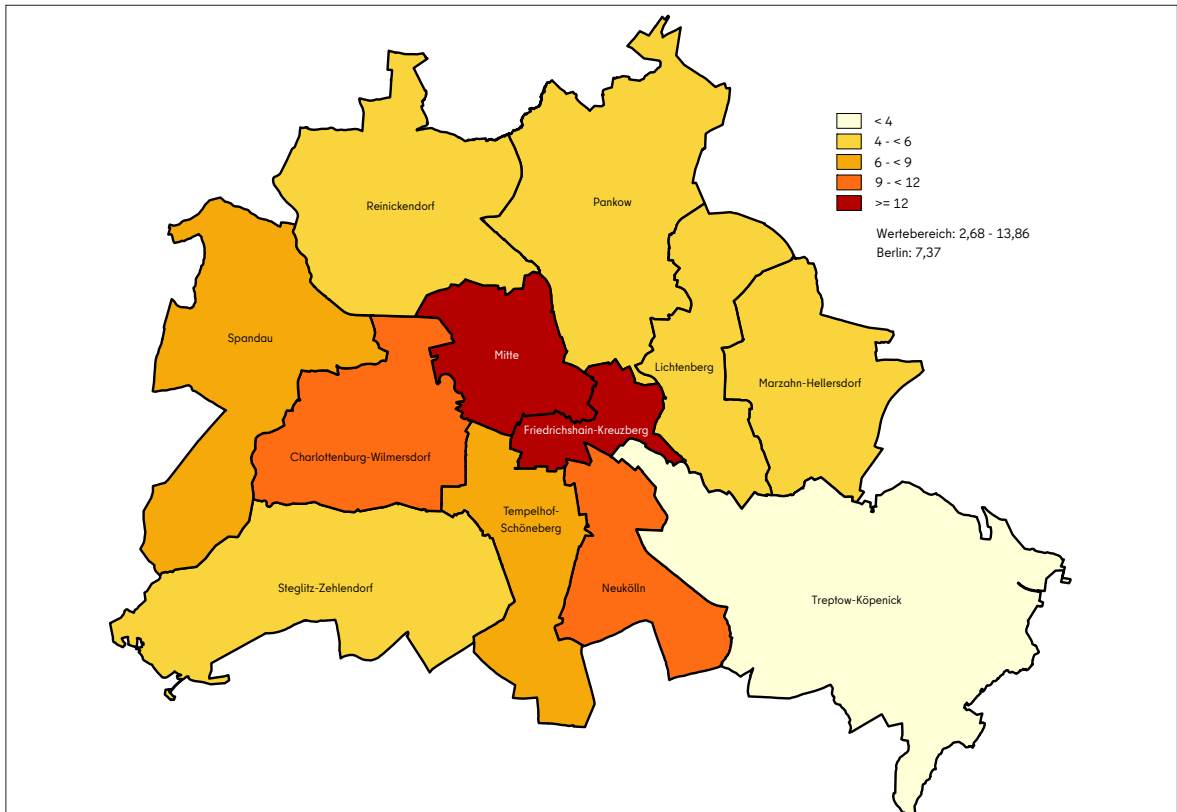 < 4
4 - < 6
6 - < 9
9 - < 12
>= 12
Wertebereich: 2,68 - 13,86
Berlin: 7,37
Reinickendorf
Pankow
Spandau
Mitte
Lichtenberg
Marzahn-Hellersdorf
Friedrichshain-Kreuzberg
Charlottenburg-Wilmersdorf
Tempelhof-
Schöneberg
Steglitz-Zehlendorf
Neukölln
Treptow-Köpenick